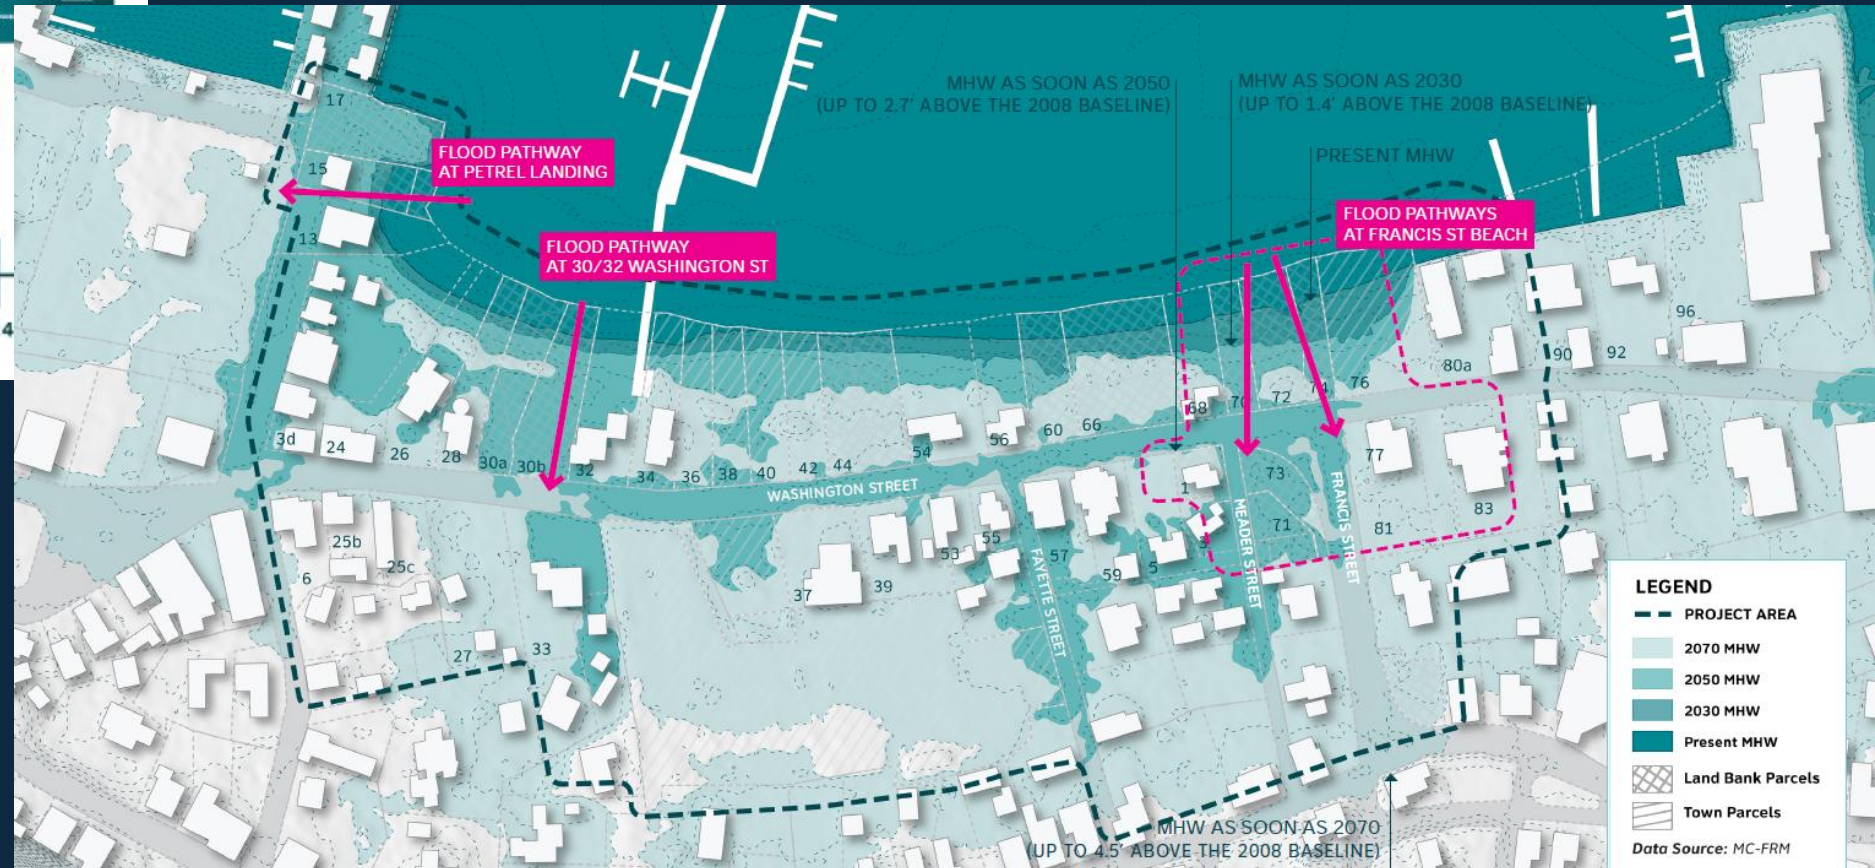 MHW AS SOON AS 2050
(UP TO 2.7' ABOVE THE 2008 BASELINE)
MHW AS SOON AS 2030
(UP TO 1.4' ABOVE THE 2008 BASELINE)
PRESENT MHW
17
FLOOD PATHWAY
AT PETREL LANDING
15
13
FLOOD PATHWAY
AT 30/32 WASHINGTON ST
FLOOD PATHWAYS
AT FRANCIS ST BEACH
4
96
90
92
80a
76
74
72
70
68
66
60
56
54
44
42
40
38
36
34
32
30b
30a
28
26
24
3d
WASHINGTON STREET
77
73
1
83
81
71
3
5
59
57
55
53
39
37
25b
25c
6
27
33
FAYETTE STREET
MEADER STREET
FRANCIS STREET
MHW AS SOON AS 2070
(UP TO 4.5' ABOVE THE 2008 BASELINE)
LEGEND
PROJECT AREA
2070 MHW
2050 MHW
2030 MHW
Present MHW
Land Bank Parcels
Town Parcels
Data Source: MC-FRM